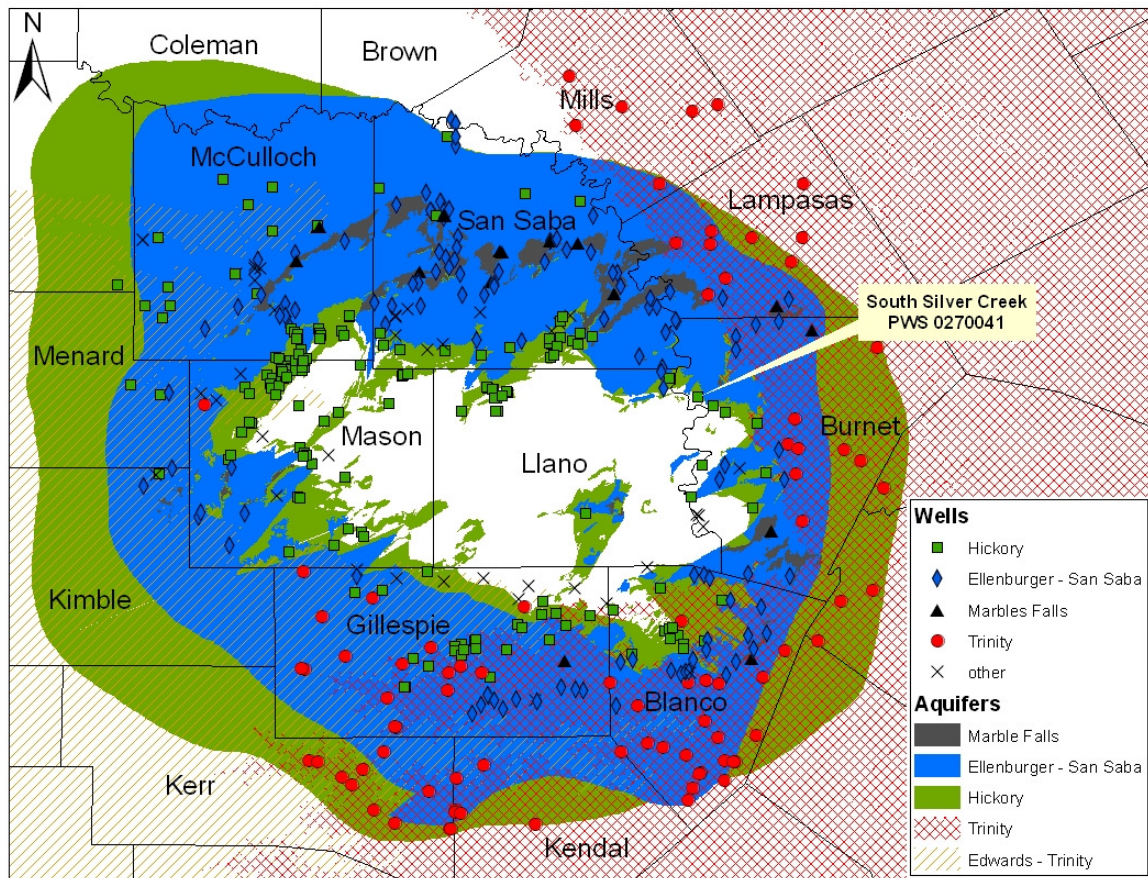 N
Coleman
Brown
Mills
McCulloch
San Saba
Lampasas
South Silver Creek
PWS 0270041
Menard
Mason
Llano
Burnet
Kimble
Gillespie
Blanco
Kerr
Kendal
Wells
Hickory
Ellenburger - San Saba
Marbles Falls
Trinity
other
Aquifers
Marble Falls
Ellenburger - San Saba
Hickory
Trinity
Edwards - Trinity